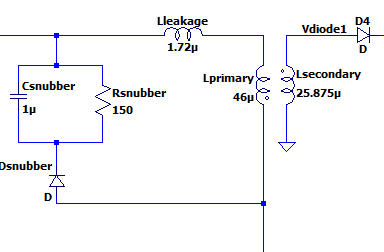 Lleakage
1.72µ
D4
Vdiode1
D
Csnubber
1µ
Rsnubber
150
Lprimary
46µ
Lsecondary
25.875µ
Dsnubber
D